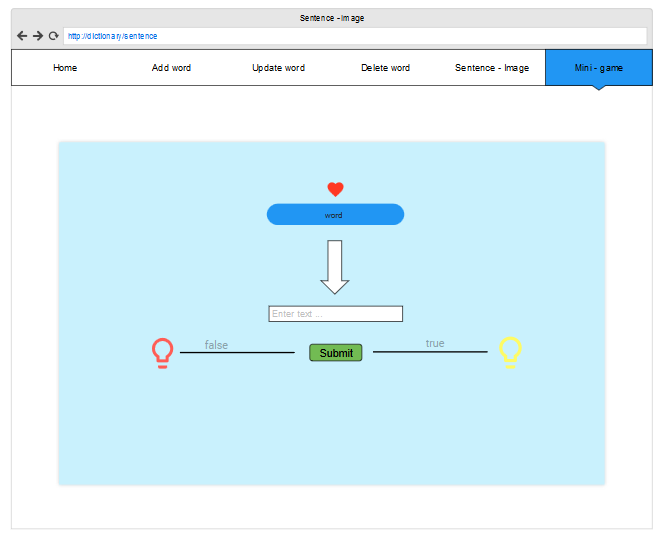 Sentence - Image
http://dictionary/sentence
Home Add word Update word Delete word Sentence - Image Mini - game
word
Enter text ...
false Submit true